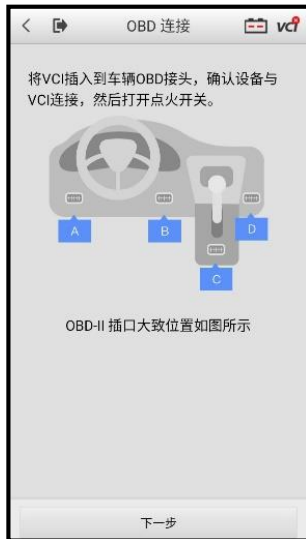 OBD 连接
vci
将VCI插入到车辆OBD接头，确认设备与
VCI连接，然后打开点火开关。
A
B
D
C
OBD-II 插口大致位置如图所示
下一步